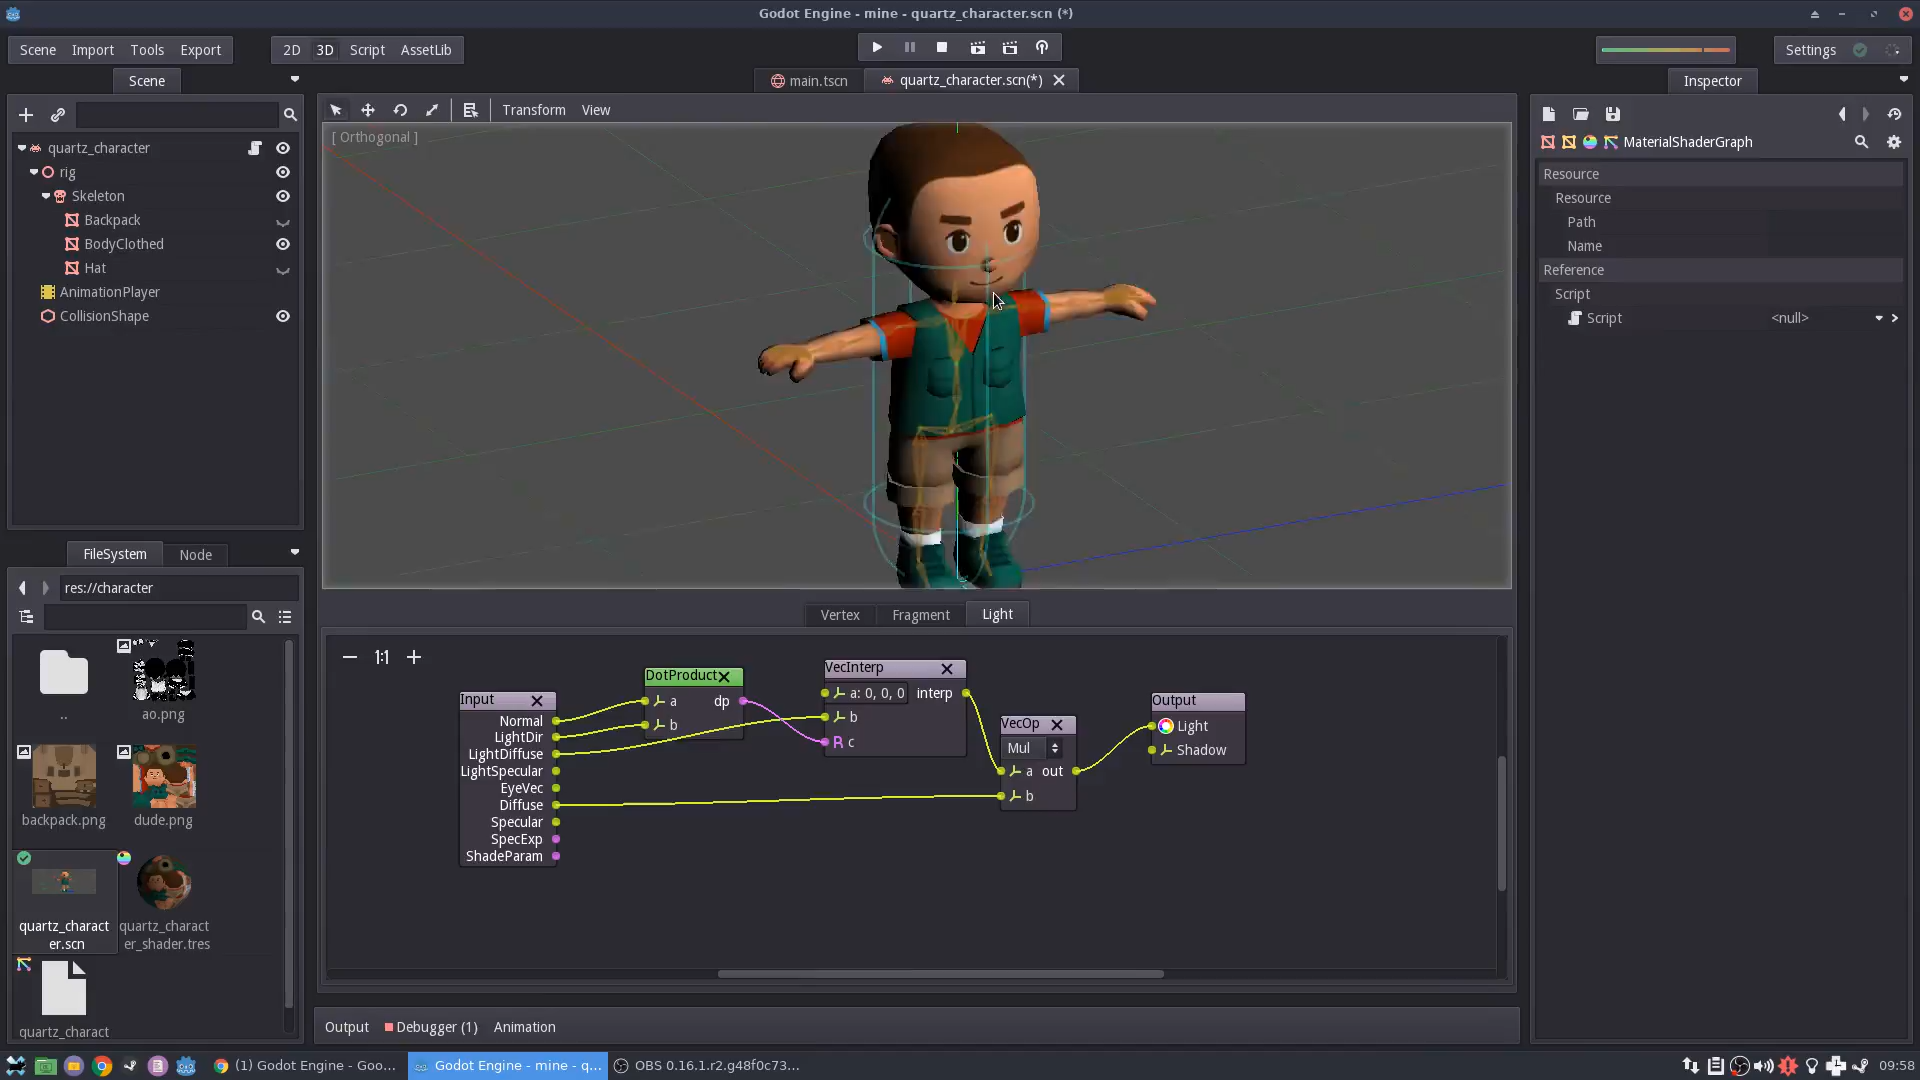 Godot Engine - mine - quartz_character.scn (*)
Scene Import Tools Export
2D 3D Script AssetLib
Settings
Scene
main.tscn
quartz_character.scn(*)
Inspector
Transform View
[ Orthogonal ]
quartz_character
rig
Skeleton
Backpack
BodyClothed
Hat
AnimationPlayer
CollisionShape
MaterialShaderGraph
Resource
Resource
Path
Name
Reference
Script
Script <null>
FileSystem Node
res://character
..
ao.png
backpack.png
dude.png
quartz_charact
er.scn
quartz_charact
er_shader.tres
quartz_charact
Vertex Fragment Light
1:1
Input
Normal
LightDir
LightDiffuse
LightSpecular
EyeVec
Diffuse
Specular
SpecExp
ShadeParam
DotProduct
a dp
b
VecInterp
a: 0, 0, 0 interp
b
c
VecOp
Mul
a out
b
Output
Light
Shadow
Output Debugger (1) Animation
(1) Godot Engine - Goo...
Godot Engine - mine - q...
OBS 0.16.1.r2.g48f0c73...
09:58